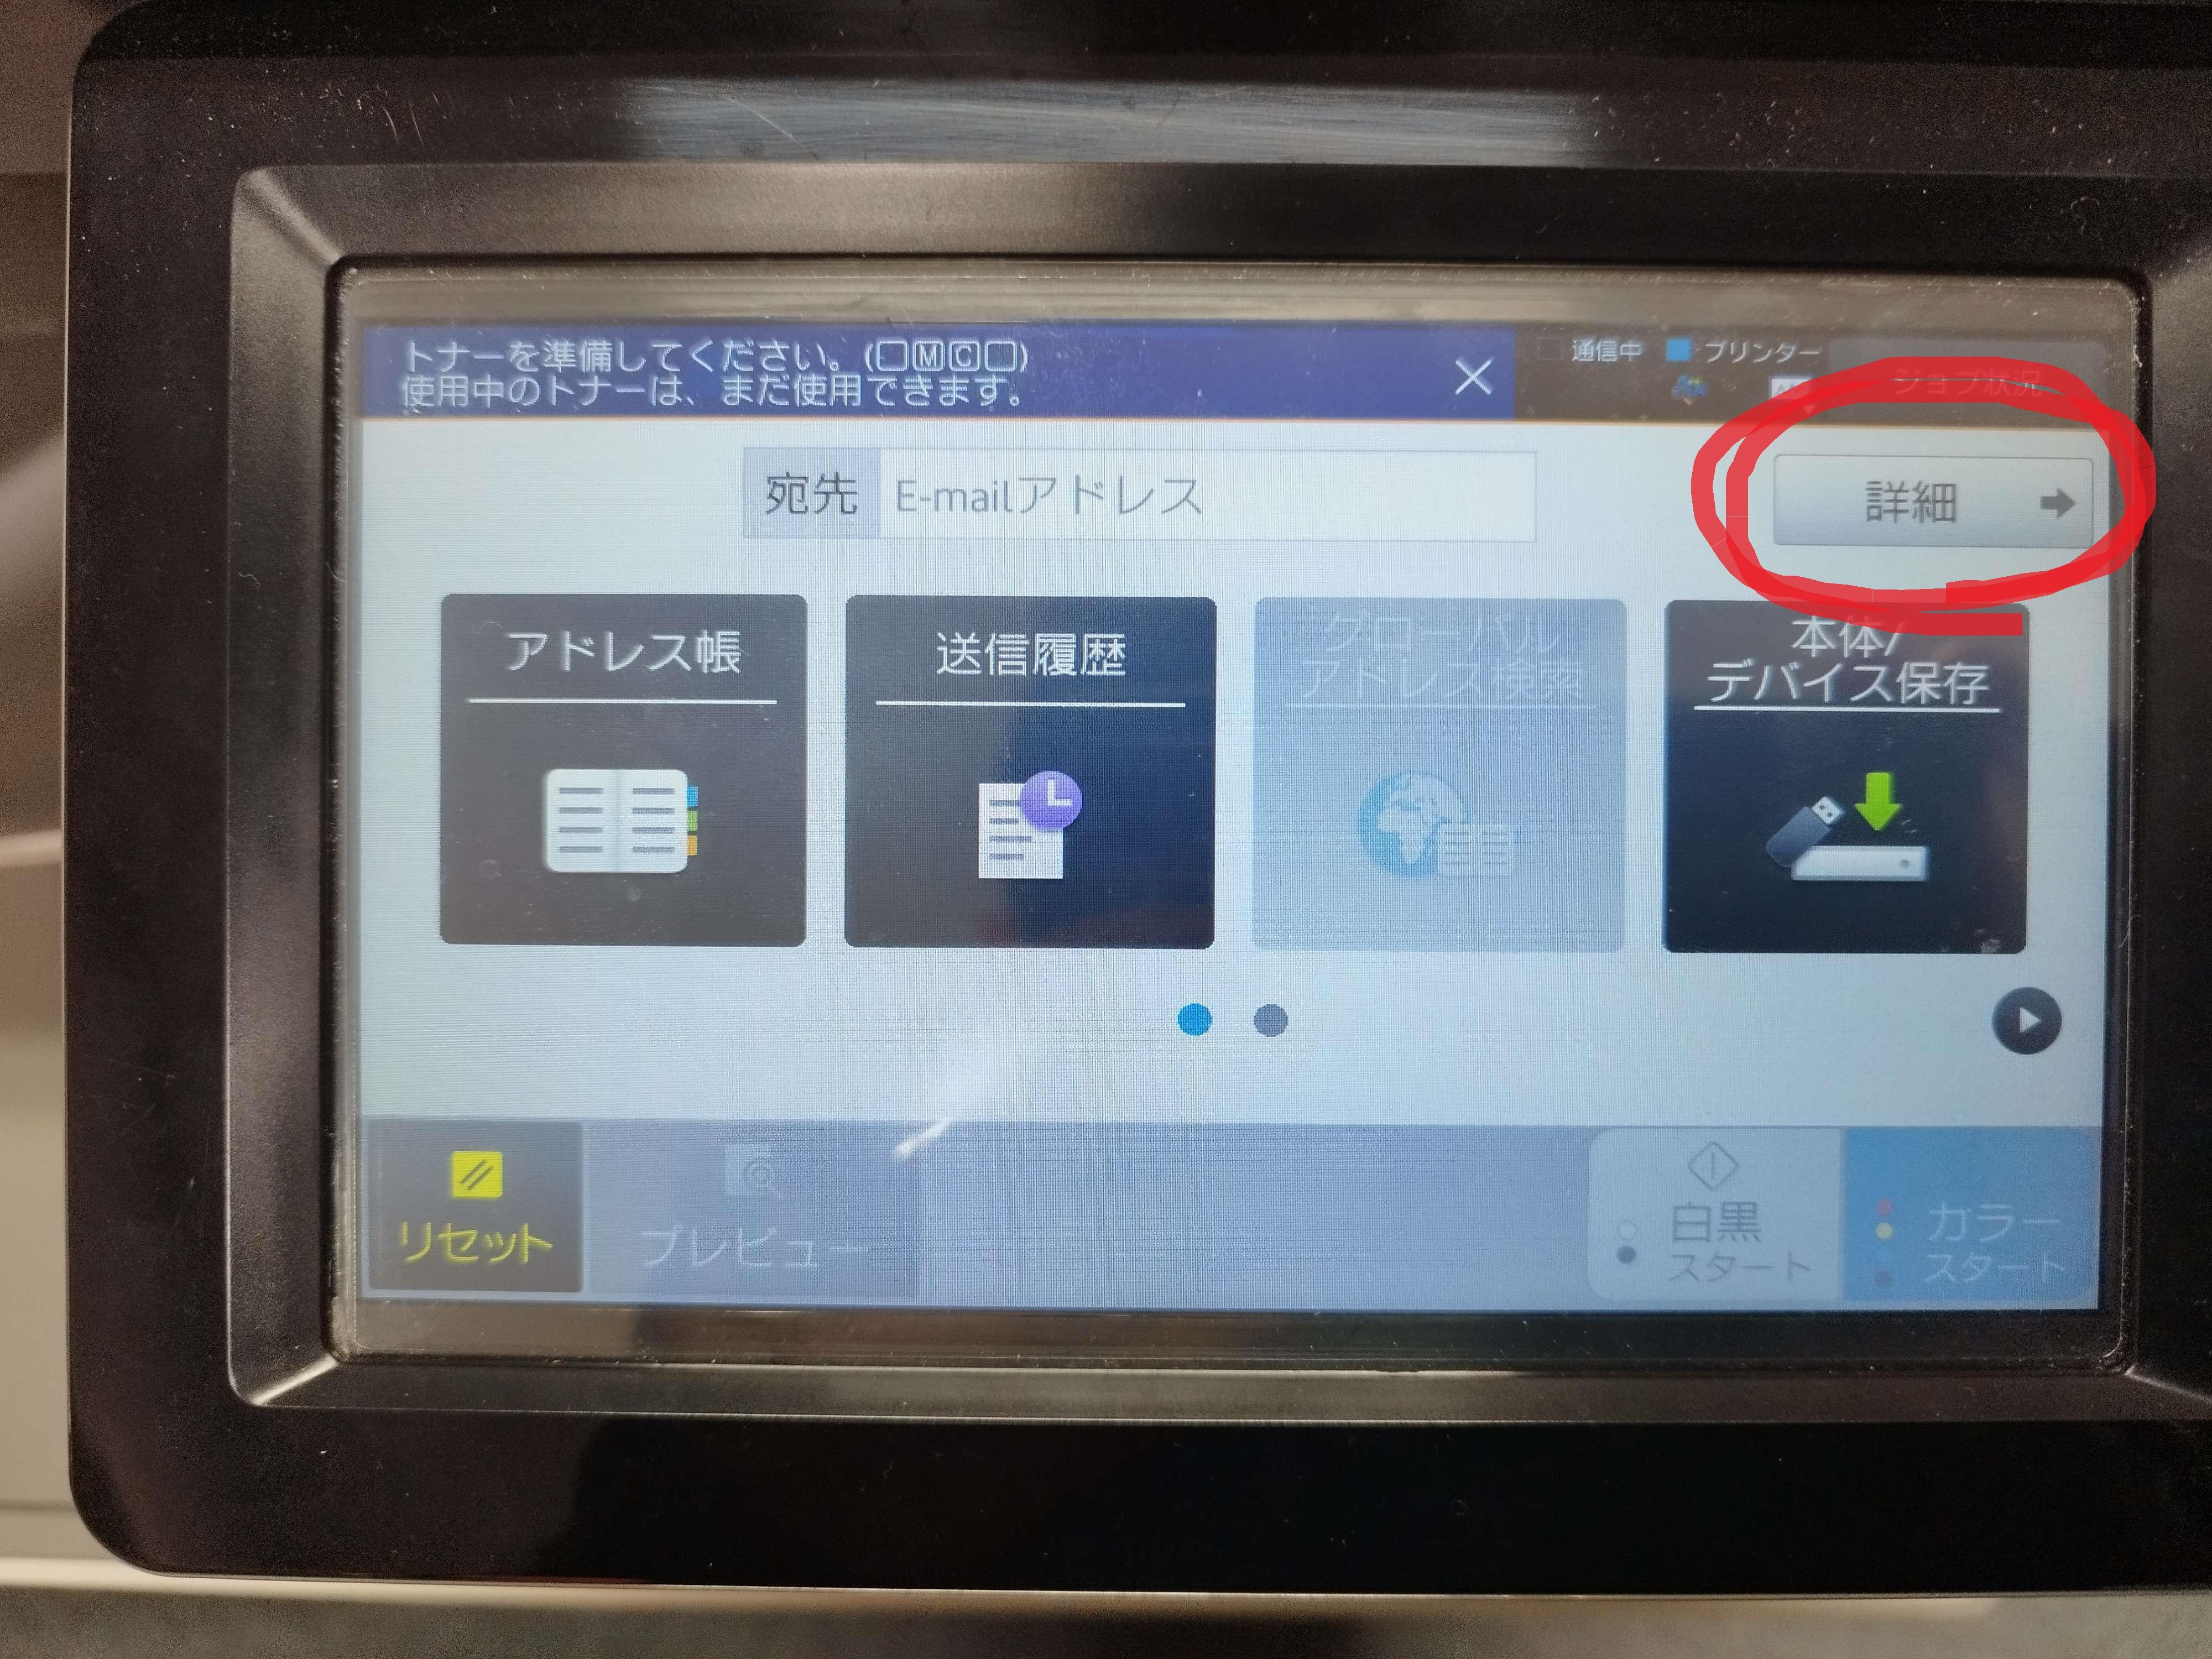 トナーを準備してください。(□MC□)
使用中のトナーは、まだ使用できます。
通信中
プリンター
ジョブ状況
宛先
E-mailアドレス
詳細
アドレス帳
送信履歴
グローバル
アドレス検索
本体/
デバイス保存
リセット
プレビュー
白黒
スタート
カラー
スタート